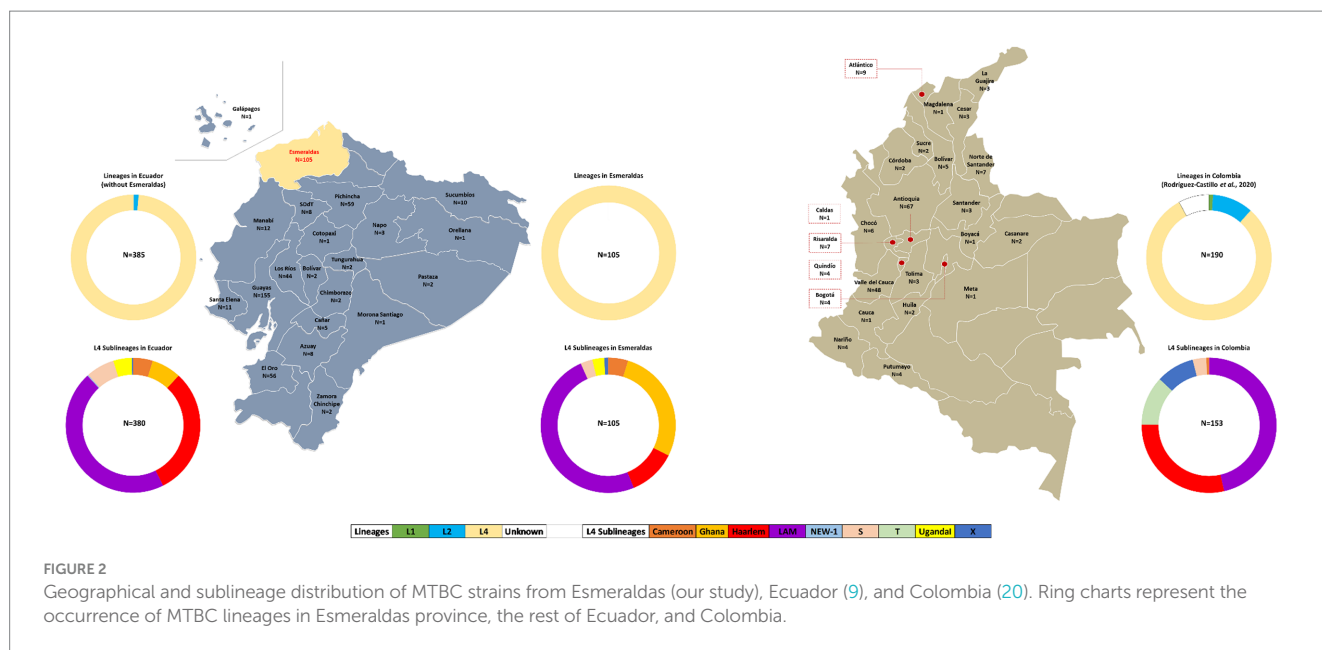 Galápagos
N=1
Esmeraldas
N=105
Lineages in Ecuador
(without Esmeraldas)
N=385
Pichincha
N=59
Sucumbíos
N=10
SDdT
N=8
Manabí
N=12
Napo
N=3
Orellana
N=1
Cotopaxi
N=1
Tungurahua
N=2
Los Ríos
N=44
Bolívar
N=2
Pastaza
N=2
Guayas
N=155
Chimborazo
N=2
Santa Elena
N=11
Morona Santiago
N=1
Cañar
N=5
Azuay
N=8
El Oro
N=56
Zamora
Chinchipe
N=2
L4 Sublineages in Ecuador
N=380
Lineages in Esmeraldas
N=105
L4 Sublineages in Esmeraldas
N=105
Atlántico
N=9
La
Guajira
N=3
Magdalena
N=1
Cesar
N=3
Sucre
N=2
Córdoba
N=2
Bolívar
N=5
Norte de
Santander
N=7
Antioquia
N=67
Santander
N=3
Caldas
N=1
Chocó
N=6
Boyacá
N=1
Casanare
N=2
Risaralda
N=7
Quindío
N=4
Tolima
N=3
Bogotá
N=4
Valle del Cauca
N=48
Meta
N=1
Huila
N=2
Cauca
N=1
Nariño
N=4
Putumayo
N=4
Lineages in Colombia
(Rodríguez-Castillo et al., 2020)
N=190
L4 Sublineages in Colombia
N=153
Lineages L1 L2 L4 Unknown L4 Sublineages Cameroon Ghana Haarlem LAM NEW-1 S T Ugandal X
FIGURE 2
Geographical and sublineage distribution of MTBC strains from Esmeraldas (our study), Ecuador (9), and Colombia (20). Ring charts represent the
occurrence of MTBC lineages in Esmeraldas province, the rest of Ecuador, and Colombia.